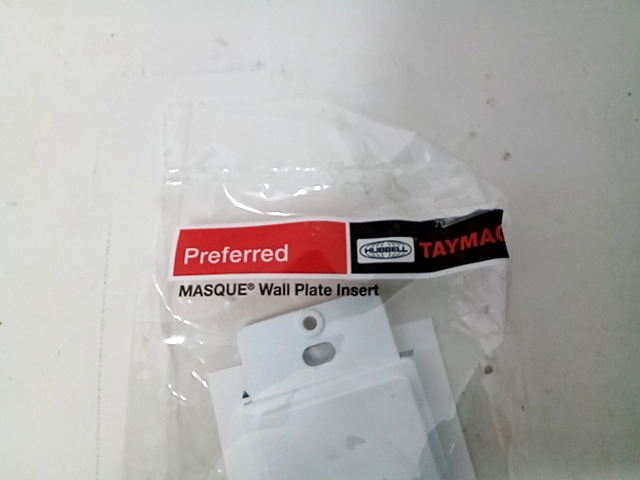 Preferred
HUBBELL
TAYMAC
MASQUE® Wall Plate Insert